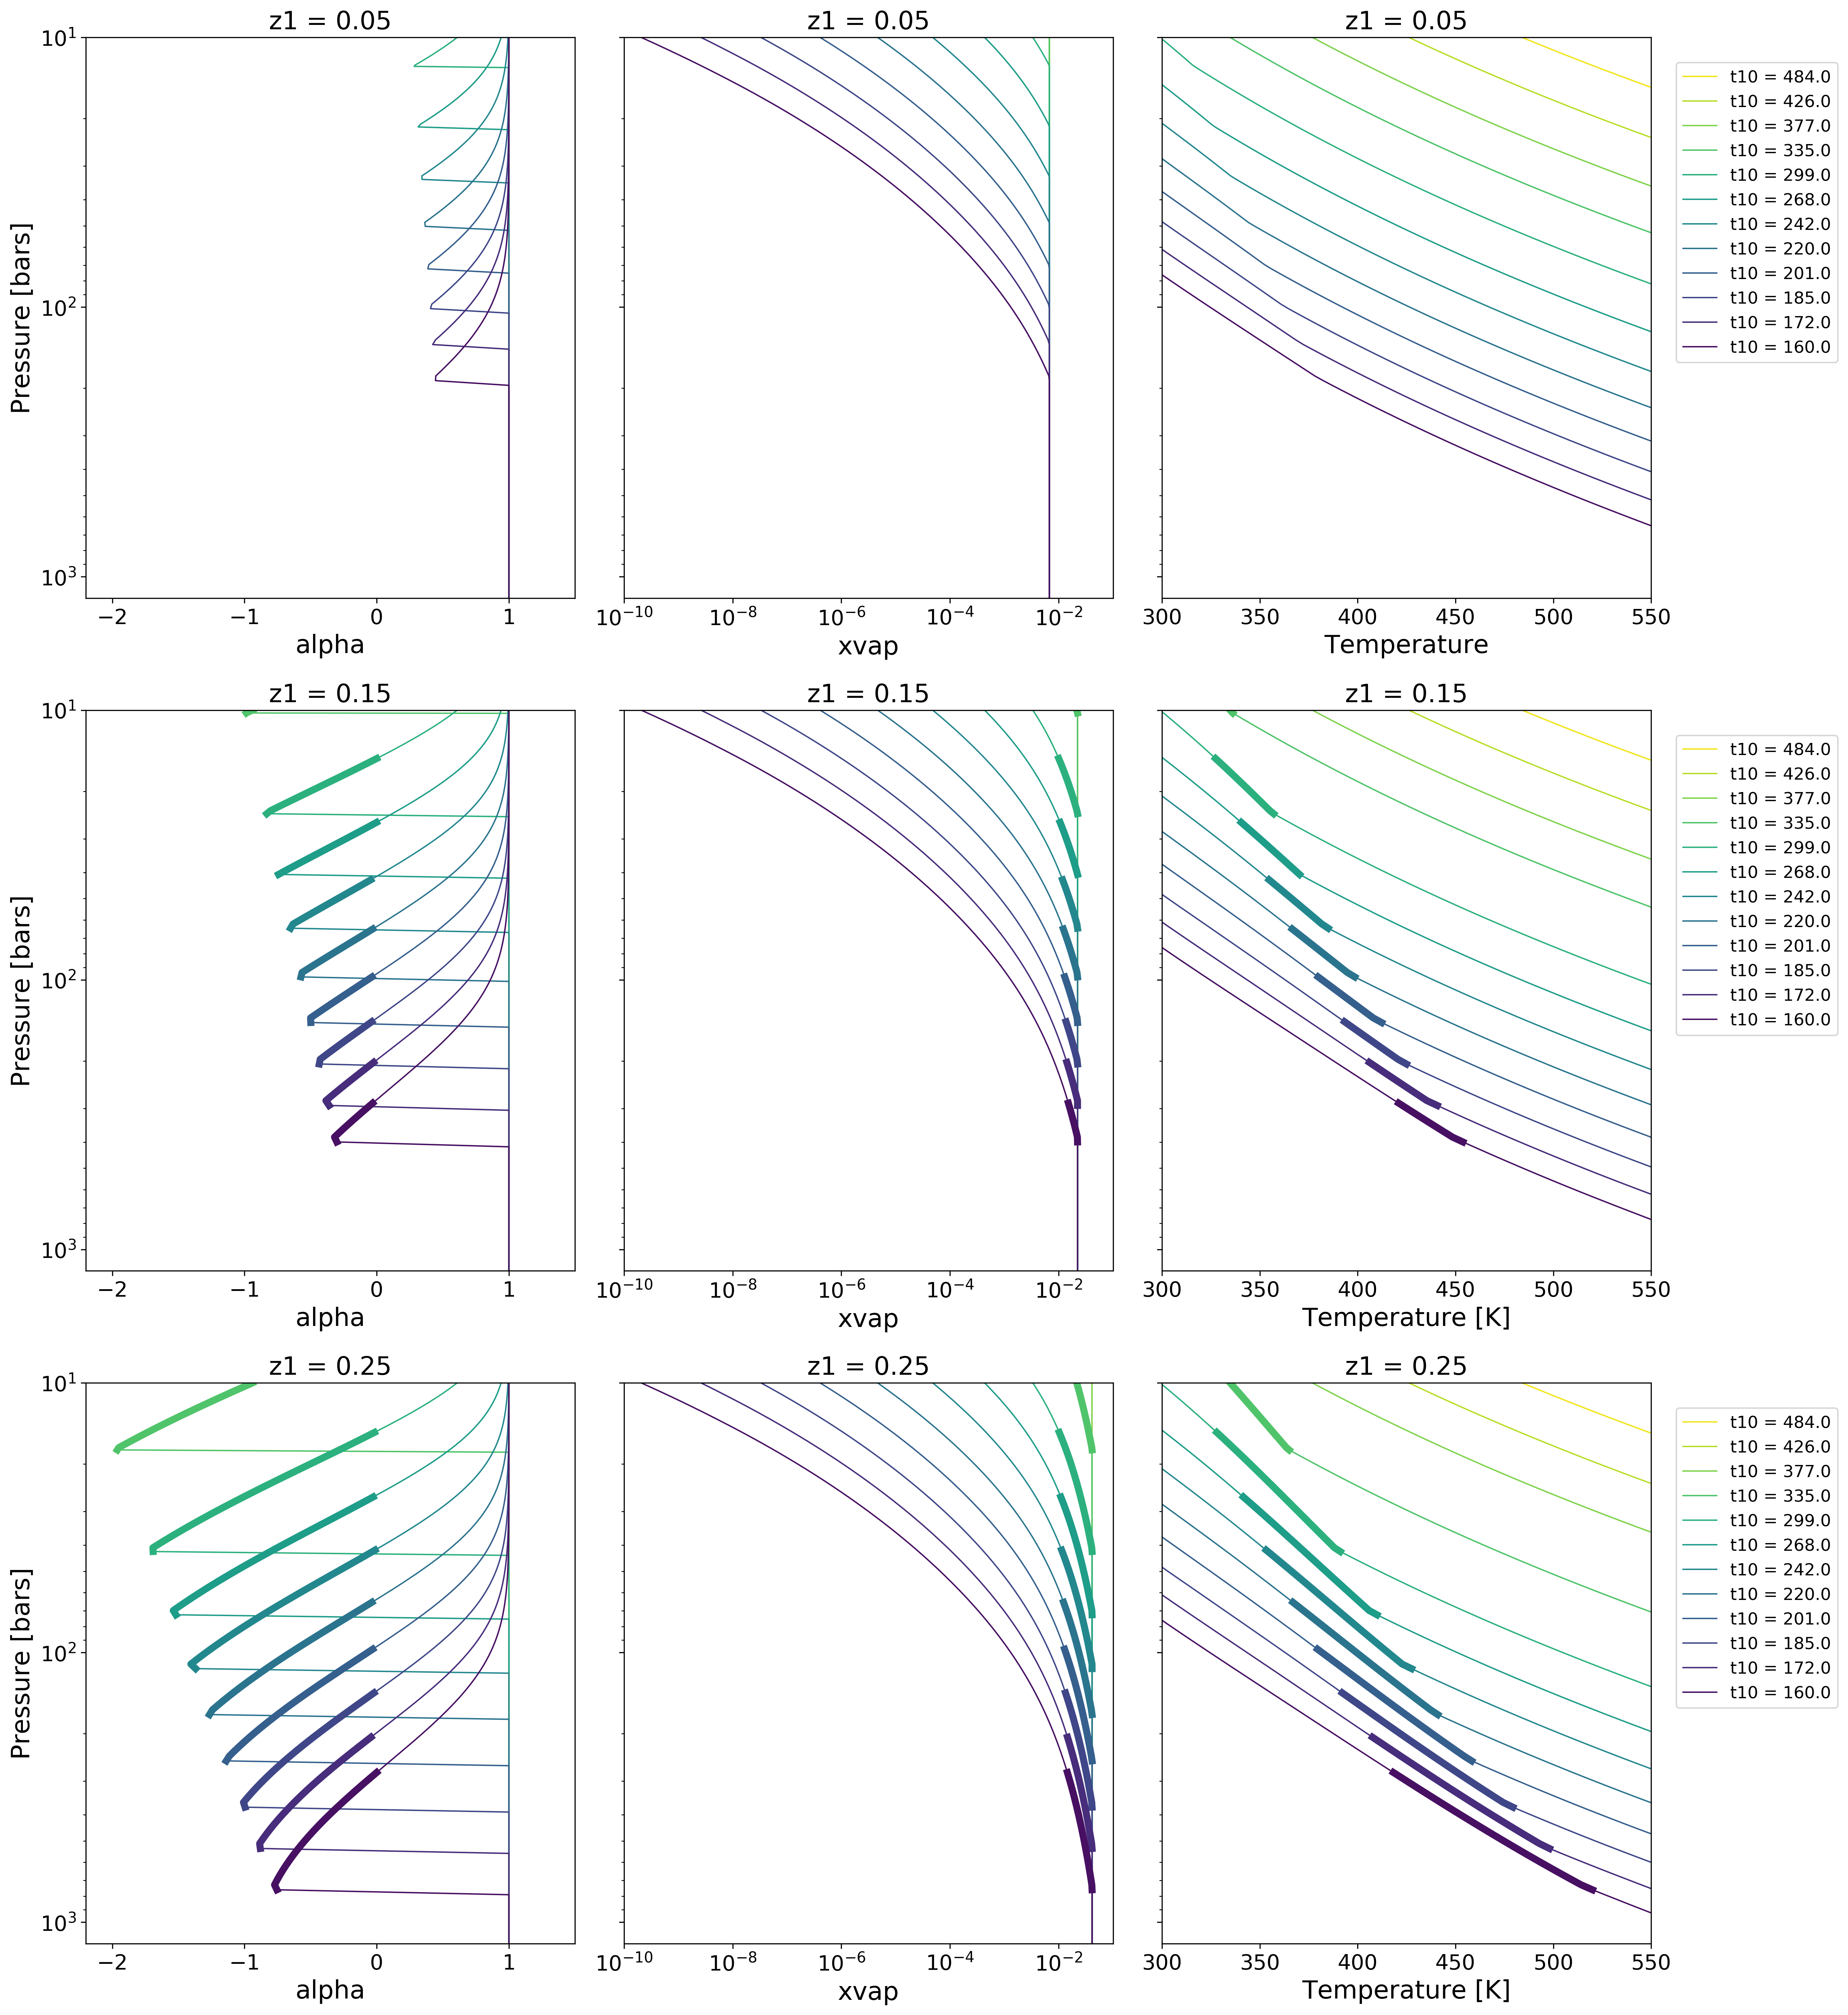 z1 = 0.05
z1 = 0.05
z1 = 0.05
10¹
10²
10³
Pressure [bars]
−2 −1 0 1
alpha
10⁻¹⁰ 10⁻⁸ 10⁻⁶ 10⁻⁴ 10⁻²
xvap
300 350 400 450 500 550
Temperature
t10 = 484.0
t10 = 426.0
t10 = 377.0
t10 = 335.0
t10 = 299.0
t10 = 268.0
t10 = 242.0
t10 = 220.0
t10 = 201.0
t10 = 185.0
t10 = 172.0
t10 = 160.0
z1 = 0.15
z1 = 0.15
z1 = 0.15
10¹
10²
10³
Pressure [bars]
−2 −1 0 1
alpha
10⁻¹⁰ 10⁻⁸ 10⁻⁶ 10⁻⁴ 10⁻²
xvap
300 350 400 450 500 550
Temperature [K]
t10 = 484.0
t10 = 426.0
t10 = 377.0
t10 = 335.0
t10 = 299.0
t10 = 268.0
t10 = 242.0
t10 = 220.0
t10 = 201.0
t10 = 185.0
t10 = 172.0
t10 = 160.0
z1 = 0.25
z1 = 0.25
z1 = 0.25
10¹
10²
10³
Pressure [bars]
−2 −1 0 1
alpha
10⁻¹⁰ 10⁻⁸ 10⁻⁶ 10⁻⁴ 10⁻²
xvap
300 350 400 450 500 550
Temperature [K]
t10 = 484.0
t10 = 426.0
t10 = 377.0
t10 = 335.0
t10 = 299.0
t10 = 268.0
t10 = 242.0
t10 = 220.0
t10 = 201.0
t10 = 185.0
t10 = 172.0
t10 = 160.0